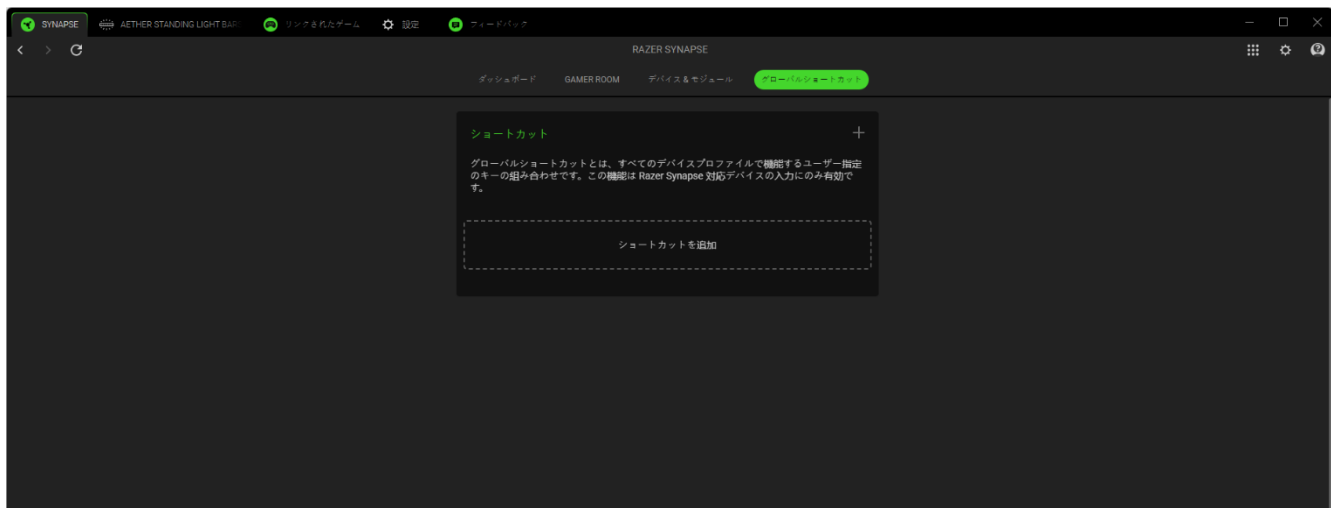 SYNAPSE
AETHER STANDING LIGHT BAR
リンクされたゲーム
設定
フィードバック
RAZER SYNAPSE
ダッシュボード
GAMER ROOM
デバイス & モジュール
グローバルショートカット
ショートカット
グローバルショートカットとは、すべてのデバイスプロファイルで機能するユーザー指定
のキーの組み合わせです。この機能は Razer Synapse 対応デバイスの入力にのみ有効で
す。
ショートカットを追加